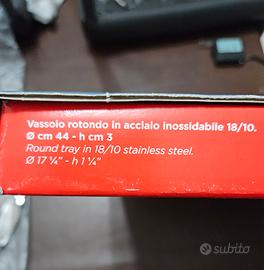 Vassoio rotondo in acciaio inossidabile 18/10.
Ø cm 44 - h cm 3
Round tray in 18/10 stainless steel.
Ø 17 ¼" - h 1 ¼"
subito